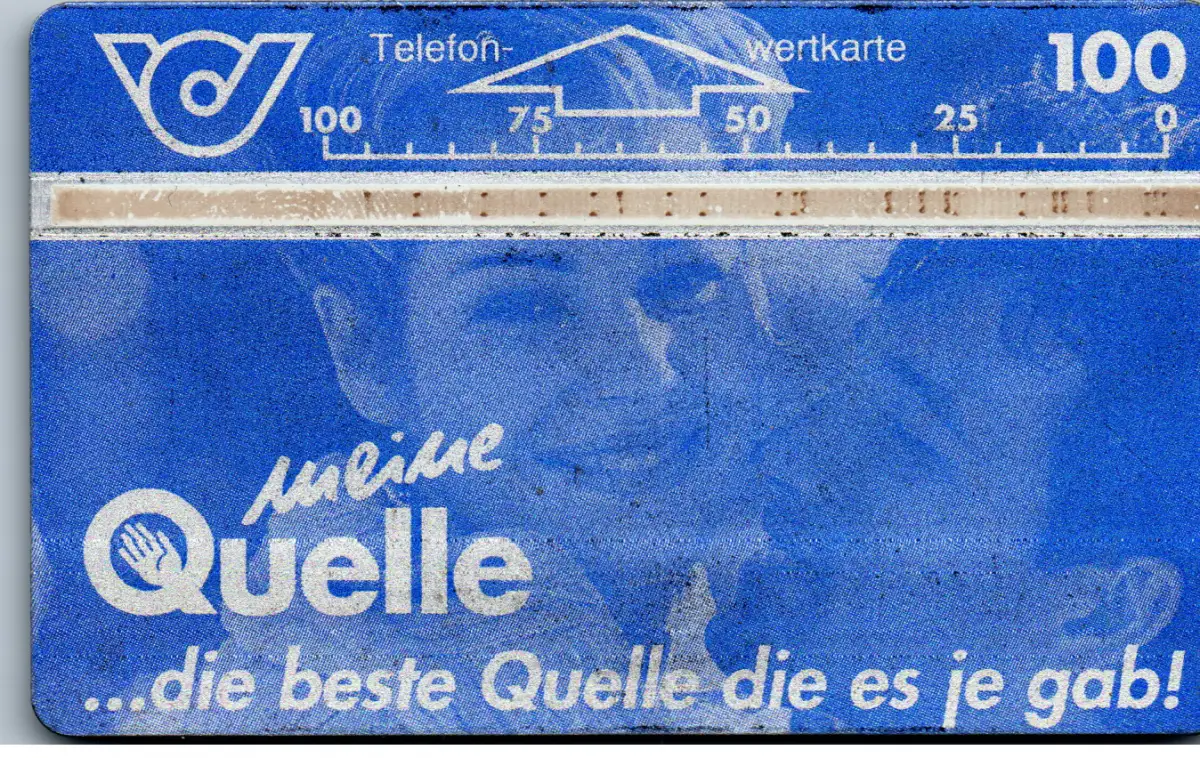 Telefon- wertkarte 100
100 75 50 25 0
meine
Quelle
...die beste Quelle die es je gab!